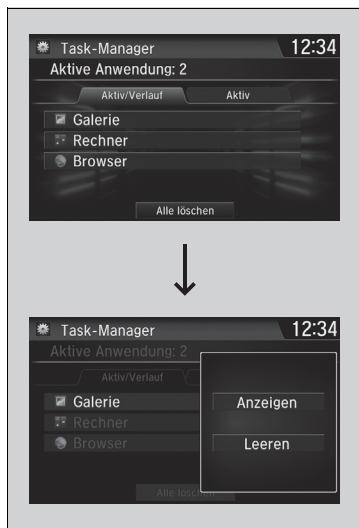 Task-Manager 12:34
Aktive Anwendung: 2
Aktiv/Verlauf Aktiv
Galerie
Rechner
Browser
Alle löschen
Task-Manager 12:34
Aktive Anwendung: 2
Aktiv/Verlauf
Galerie
Anzeigen
Rechner
Browser
Leeren
Alle löschen